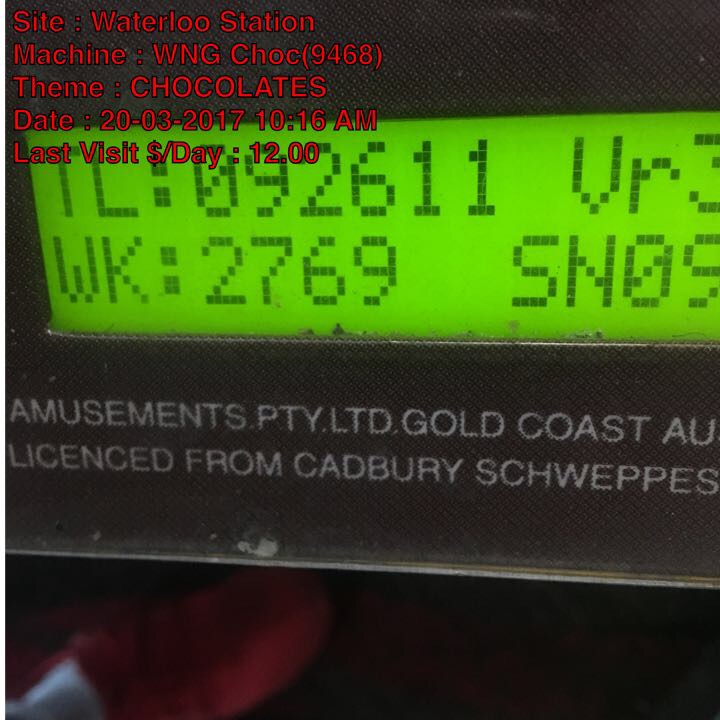 Site : Waterloo Station
Machine : WNG Choc(9468)
Theme : CHOCOLATES
Date : 20-03-2017 10:16 AM
Last Visit $/Day : 12.00
TL:092611 Vr3
WK:2769 SN09
AMUSEMENTS.PTY.LTD.GOLD COAST AU
LICENCED FROM CADBURY SCHWEPPES